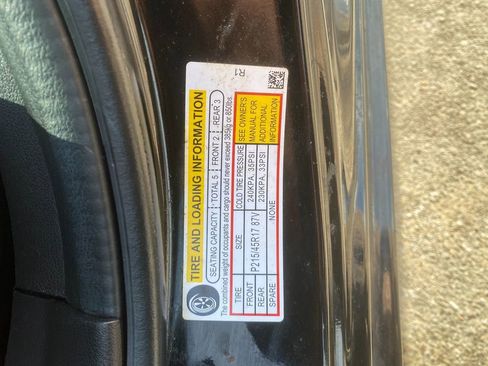 TIRE AND LOADING INFORMATION
SEATING CAPACITY TOTAL 5 FRONT 2 REAR 3
The combined weight of occupants and cargo should never exceed 385kg or 850lbs.
TIRE SIZE COLD TIRE PRESSURE
FRONT P215/45R17 87V 240KPA, 35PSI
REAR 230KPA, 33PSI
SPARE NONE
SEE OWNER'S
MANUAL FOR
ADDITIONAL
INFORMATION
R1